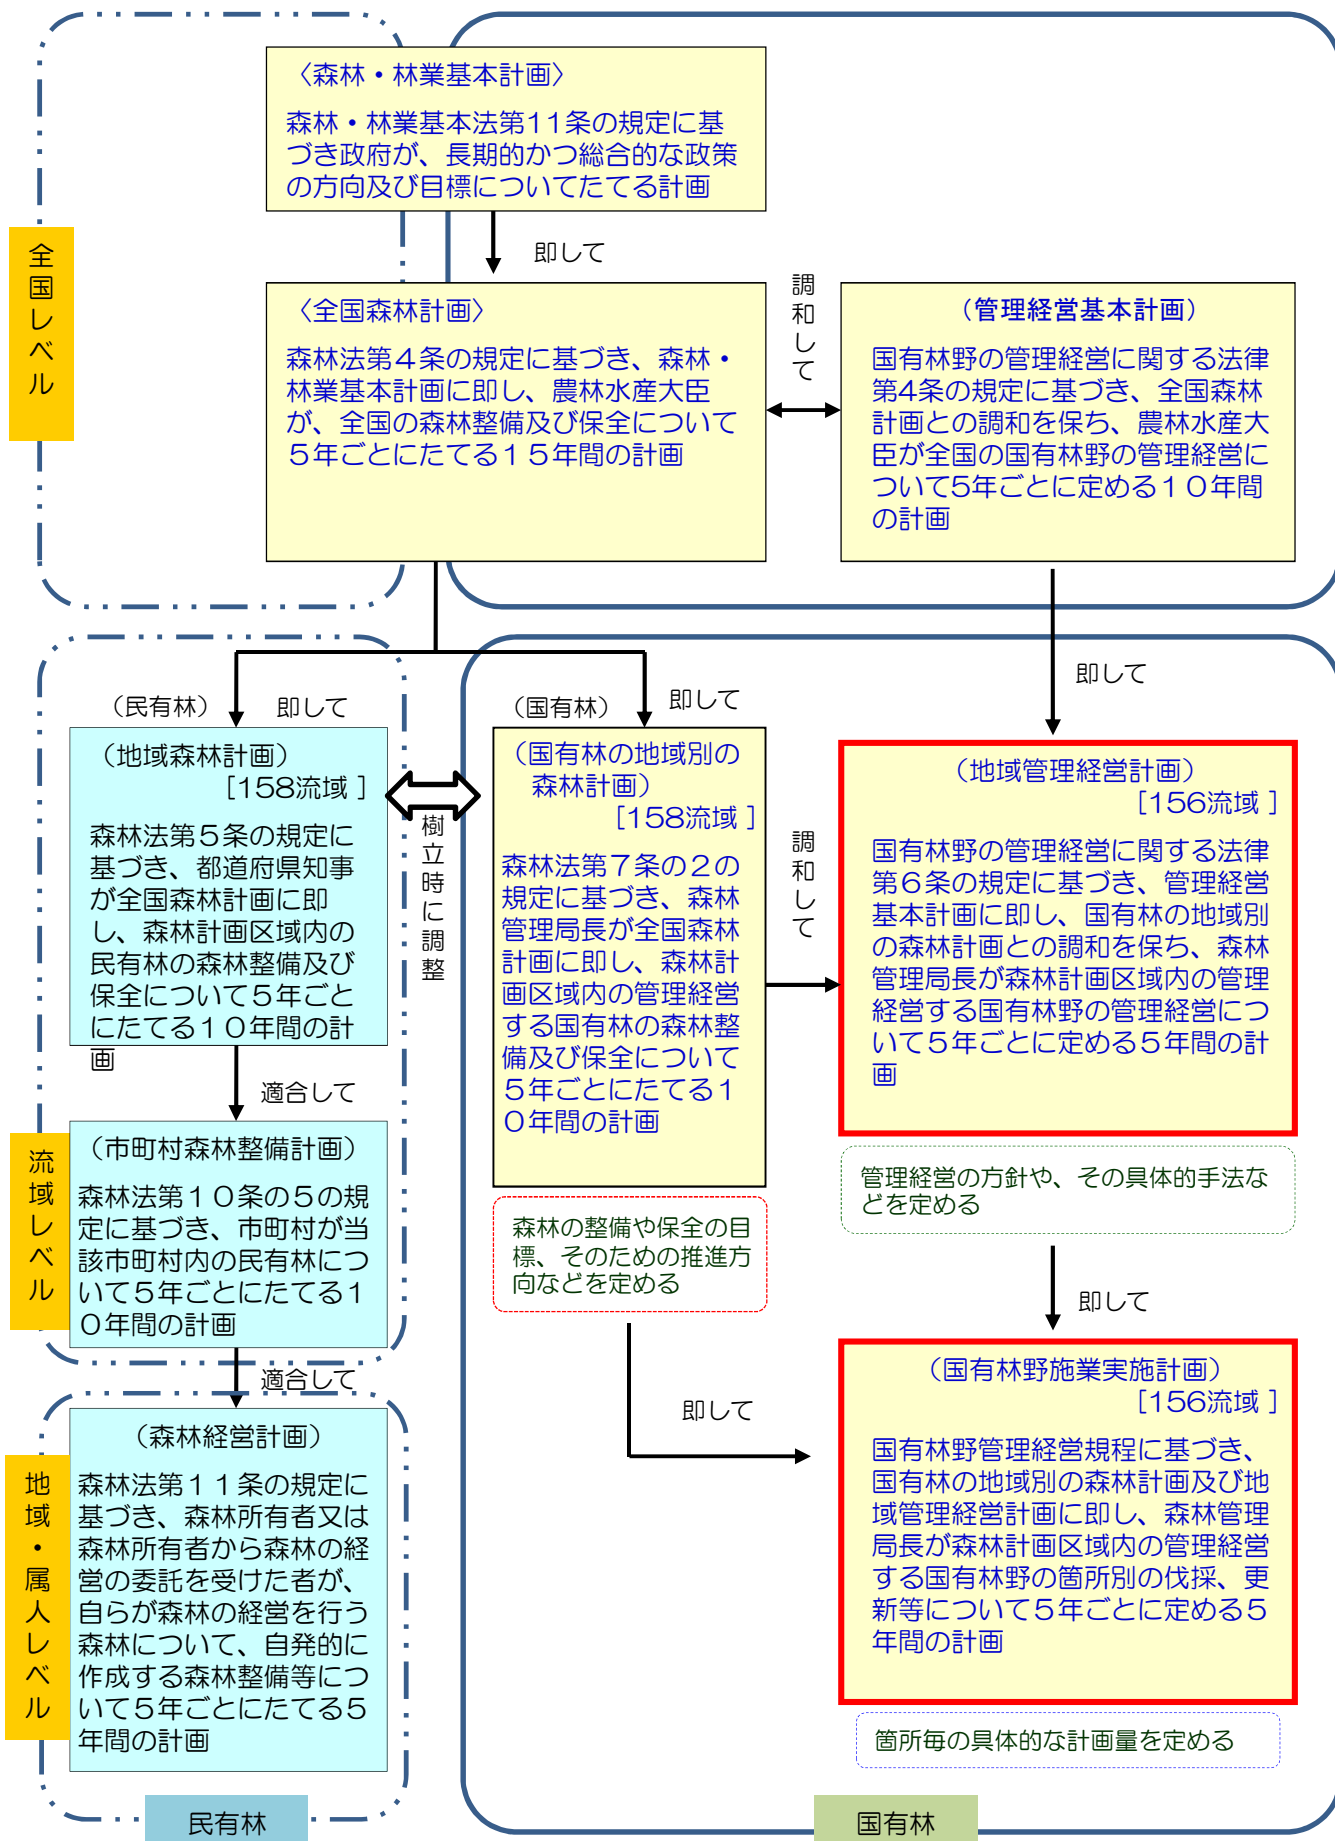 〈森林・林業基本計画〉
森林・林業基本法第11条の規定に基
づき政府が、長期的かつ総合的な政策
の方向及び目標についてたてる計画
即して
全国レベル
〈全国森林計画〉
森林法第４条の規定に基づき、森林・
林業基本計画に即し、農林水産大臣
が、全国の森林整備及び保全について
５年ごとにたてる１５年間の計画
調和して
（管理経営基本計画）
国有林野の管理経営に関する法律
第4条の規定に基づき、全国森林
計画との調和を保ち、農林水産大
臣が全国の国有林野の管理経営に
ついて5年ごとに定める１０年間
の計画
（民有林）
即して
（国有林）
即して
即して
（地域森林計画）
[158流域 ]
森林法第５条の規定に
基づき、都道府県知事
が全国森林計画に即
し、森林計画区域内の
民有林の森林整備及び
保全について５年ごと
にたてる１０年間の計
画
樹立時に調整
（国有林の地域別の
森林計画）
[158流域 ]
森林法第７条の２の
規定に基づき、森林
管理局長が全国森林
計画に即し、森林計
画区域内の管理経営
する国有林の森林整
備及び保全について
５年ごとにたてる１
０年間の計画
調和して
（地域管理経営計画）
[156流域 ]
国有林野の管理経営に関する法律
第６条の規定に基づき、管理経営
基本計画に即し、国有林の地域別
の森林計画との調和を保ち、森林
管理局長が森林計画区域内の管理
経営する国有林野の管理経営につ
いて５年ごとに定める５年間の計
画
適合して
流域レベル
（市町村森林整備計画）
森林法第１０条の５の規
定に基づき、市町村が当
該市町村内の民有林につ
いて５年ごとにたてる１
０年間の計画
森林の整備や保全の目
標、そのための推進方
向などを定める
管理経営の方針や、その具体的手法な
どを定める
即して
適合して
即して
地域・属人レベル
（森林経営計画）
森林法第１１条の規定に
基づき、森林所有者又は
森林所有者から森林の経
営の委託を受けた者が、
自らが森林の経営を行う
森林について、自発的に
作成する森林整備等につ
いて５年ごとにたてる５
年間の計画
（国有林野施業実施計画）
[156流域 ]
国有林野管理経営規程に基づき、
国有林の地域別の森林計画及び地
域管理経営計画に即し、森林管理
局長が森林計画区域内の管理経営
する国有林野の箇所別の伐採、更
新等について５年ごとに定める５
年間の計画
箇所毎の具体的な計画量を定める
民有林
国有林